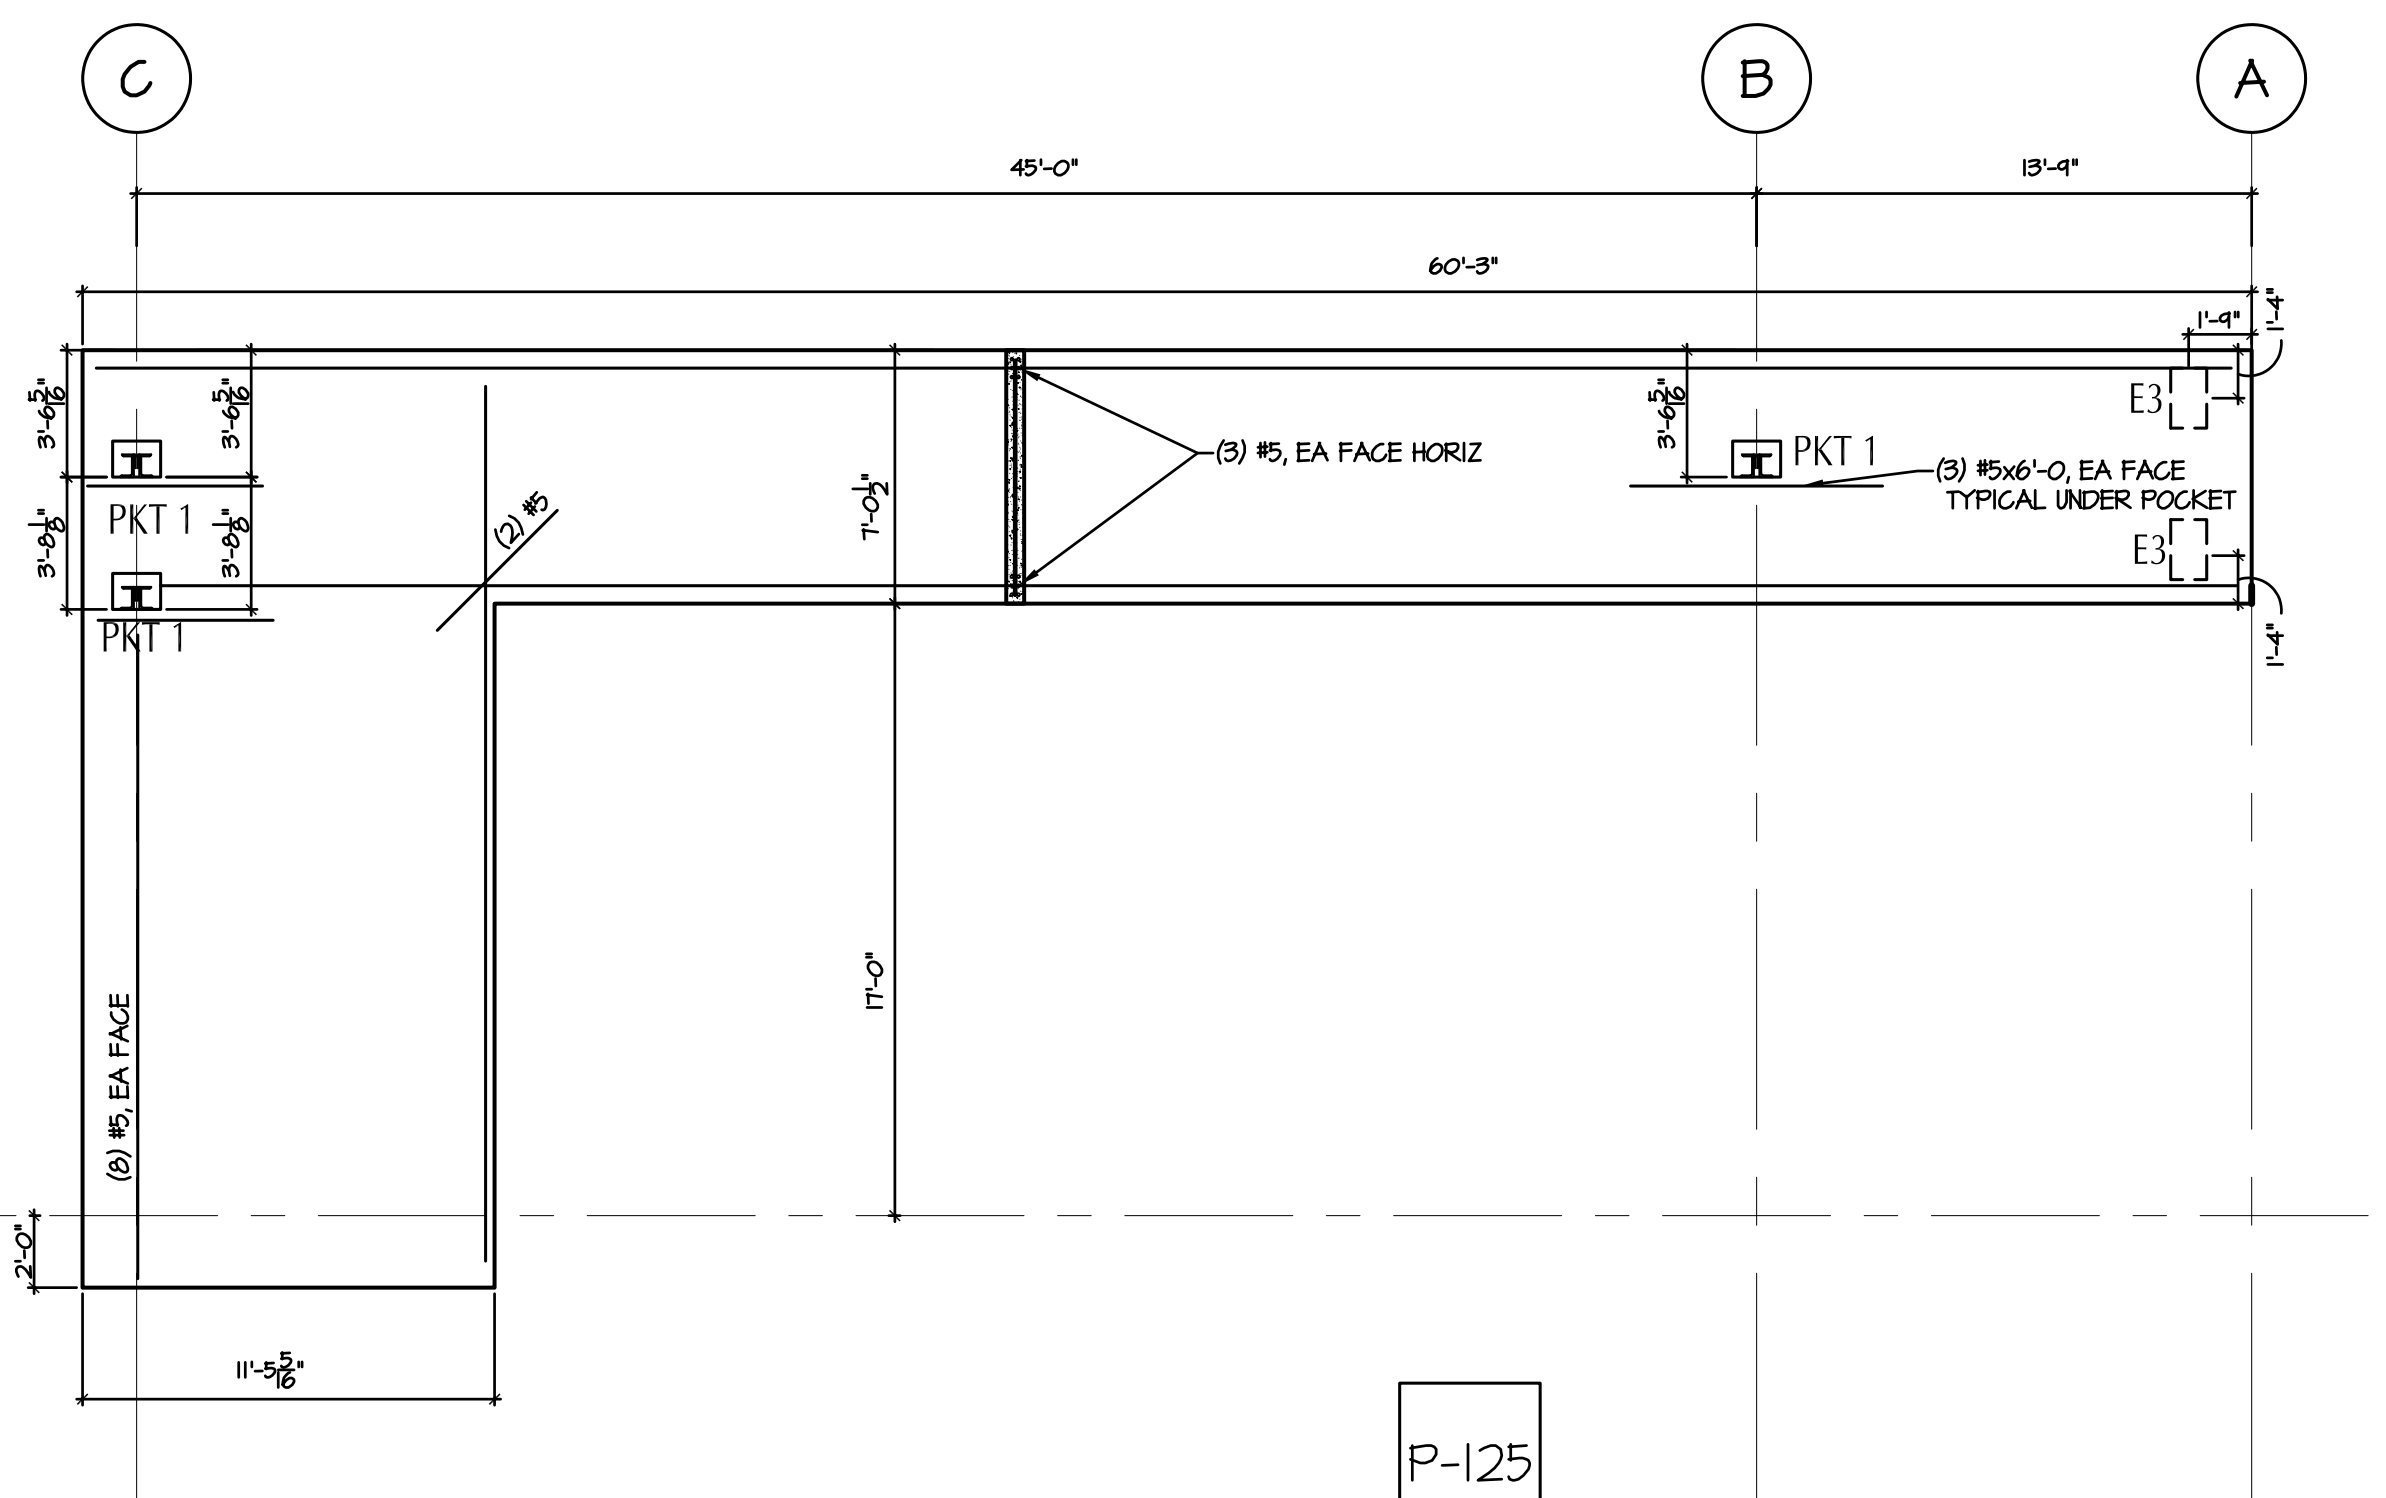 C
B
A
45'-0"
13'-9"
60'-3"
1'-9"
1'-4"
3'-6 5/16"
3'-6 5/16"
3'-6 5/16"
E3
(3) #5, EA FACE HORIZ
PKT 1
(3) #5x6'-0, EA FACE
TYPICAL UNDER POCKET
PKT 1
7'-0 1/2"
(2) #5
3'-8 1/8"
3'-8 1/8"
E3
PKT 1
1'-4"
17'-0"
(8) #5, EA FACE
2'-0"
11'-5 5/16"
P-125